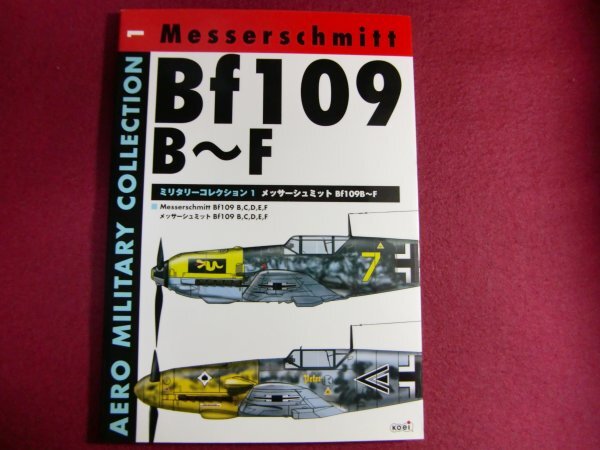 1
AERO MILITARY COLLECTION
Messerschmitt
Bf109
B〜F
ミリタリーコレクション 1 メッサーシュミット Bf109B〜F
Messerschmitt Bf109 B,C,D,E,F
メッサーシュミット Bf109 B,C,D,E,F
7
Peter
KOEI